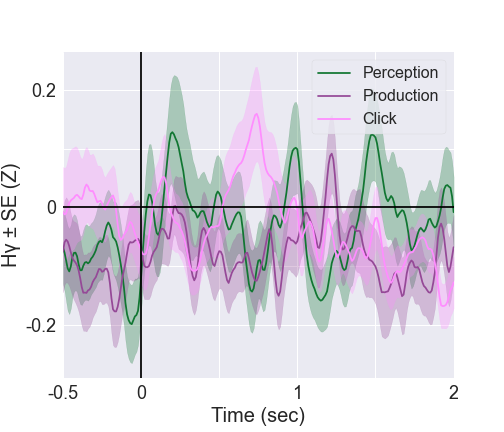 Perception
Production
Click
Hγ ± SE (Z)
0.2
0
-0.2
-0.5
0
1
2
Time (sec)